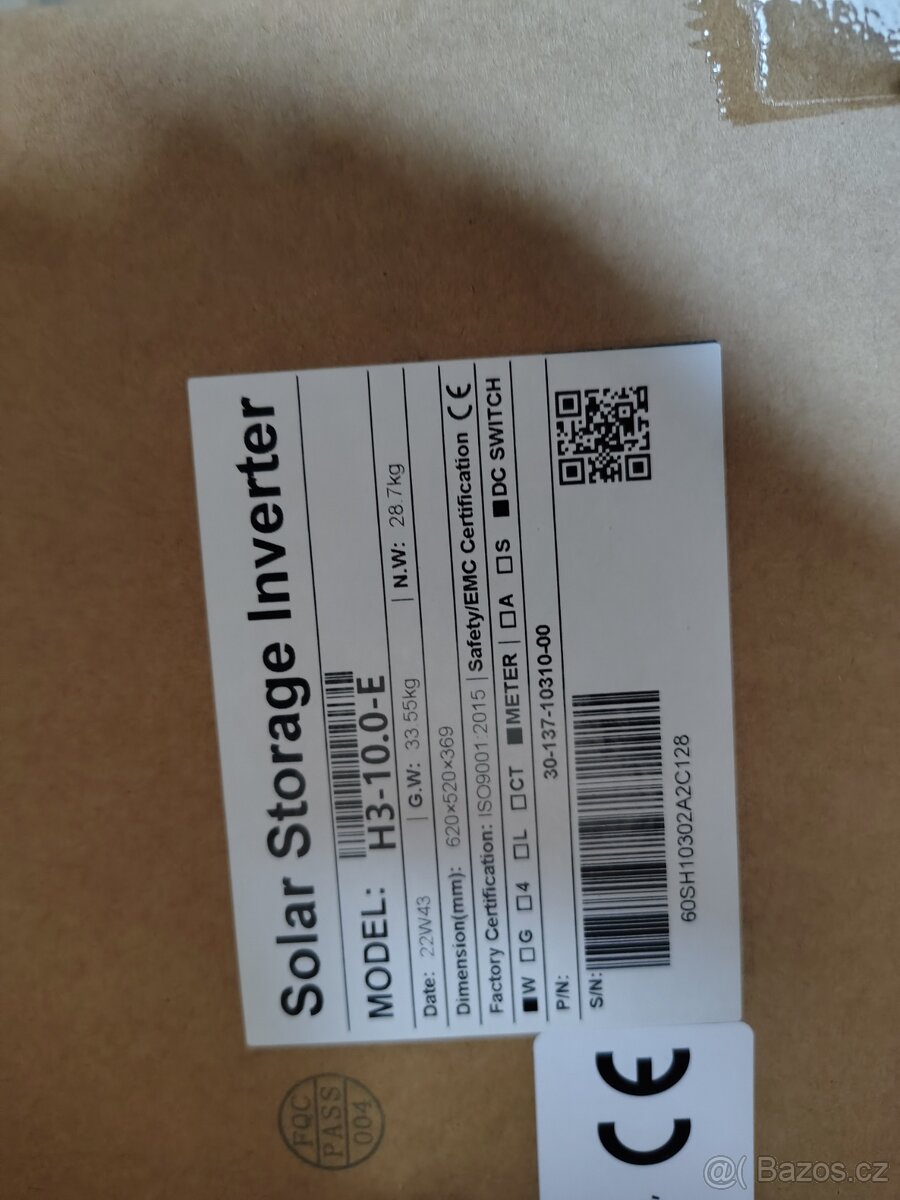 Solar Storage Inverter
MODEL: H3-10.0-E
Date: 22W43 | G.W: 33.55kg | N.W: 28.7kg
Dimension(mm): 620×520×369
Factory Certification: ISO9001:2015 | Safety/EMC Certification CE
■W □G □4 □L □CT ■METER | □A □S ■DC SWITCH
P/N: 30-137-10310-00
S/N:
60SH10302A2C128
FQC
PASS
004
CE
@( Bazos.cz